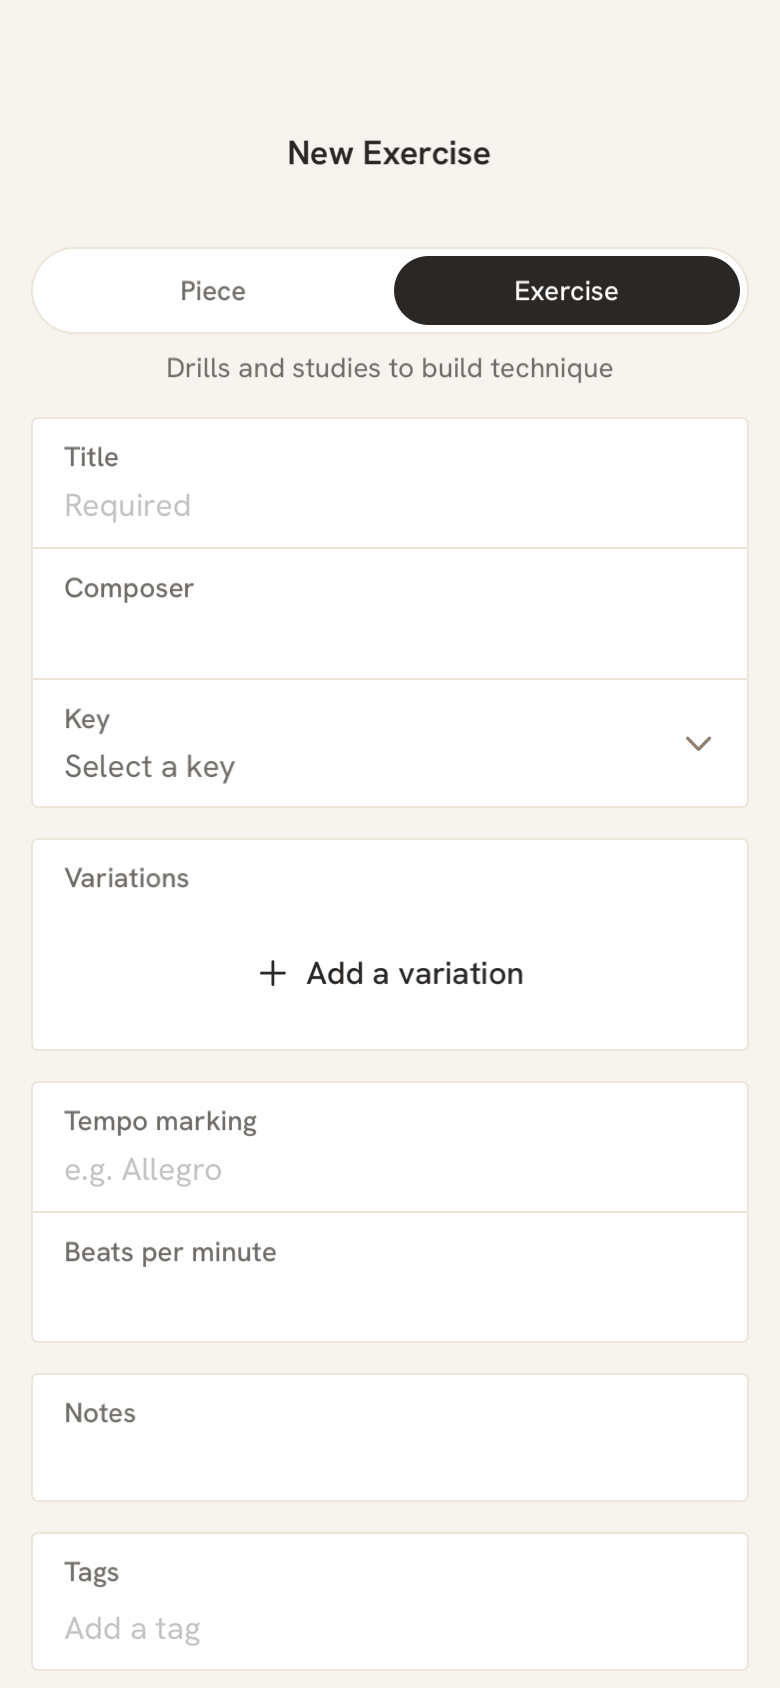 New Exercise
Piece
Exercise
Drills and studies to build technique
Title
Required
Composer
Key
Select a key
Variations
Add a variation
Tempo marking
e.g. Allegro
Beats per minute
Notes
Tags
Add a tag